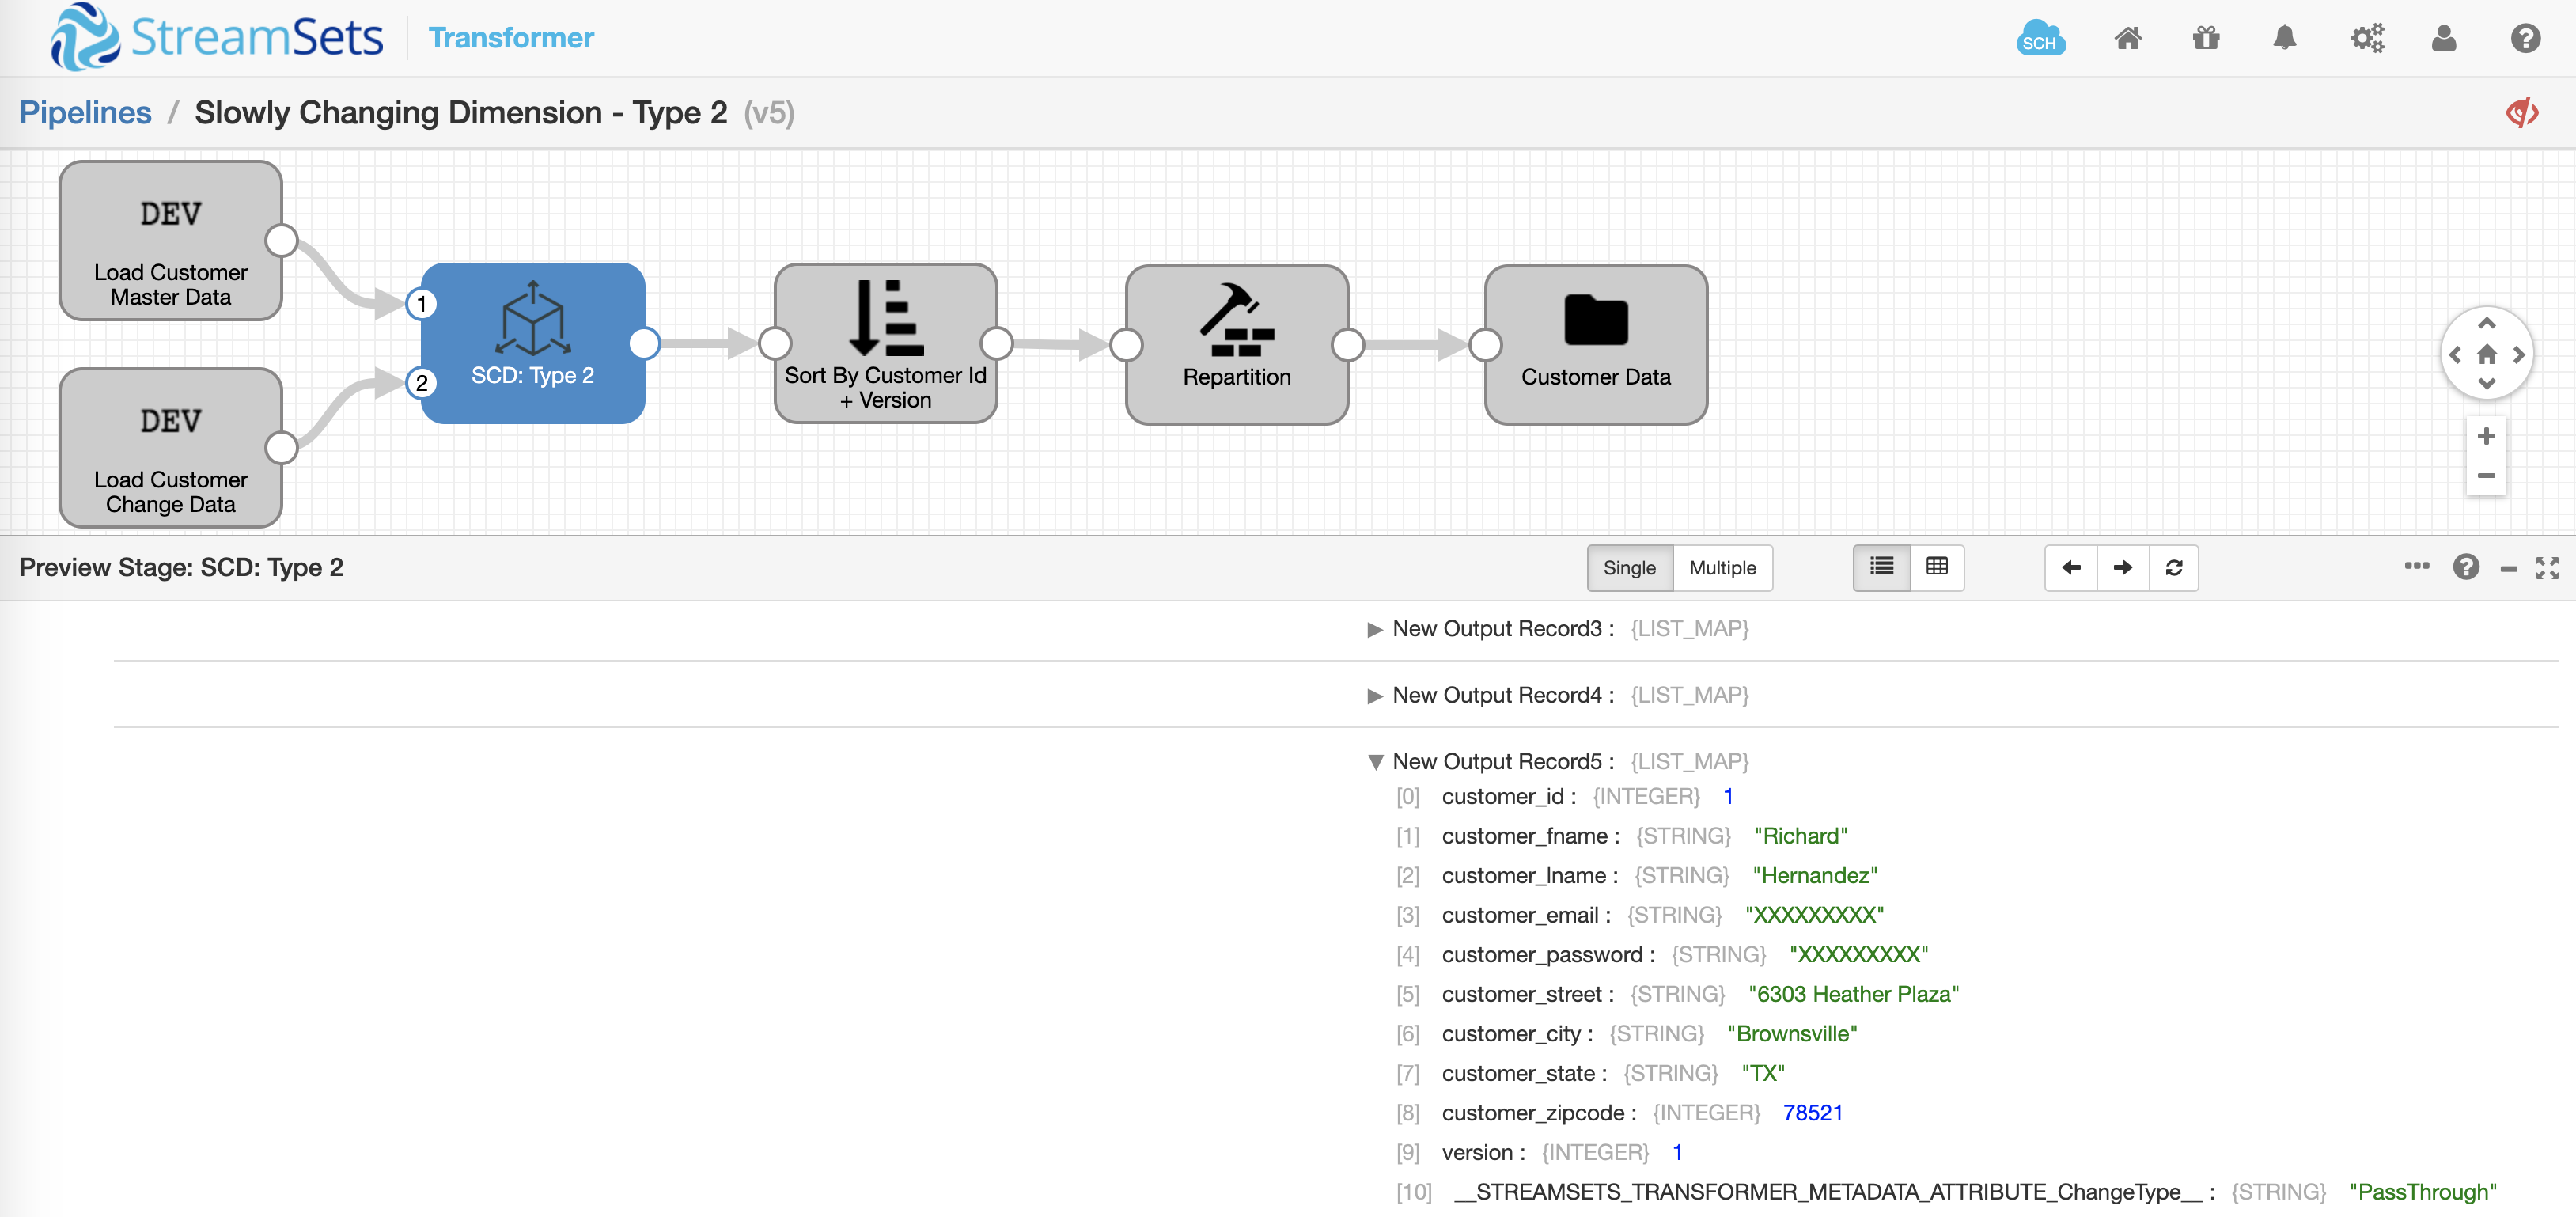 StreamSets Transformer
SCH
Pipelines / Slowly Changing Dimension - Type 2 (v5)
DEV
Load Customer
Master Data
DEV
Load Customer
Change Data
1
2
SCD: Type 2
Sort By Customer Id
+ Version
Repartition
Customer Data
Preview Stage: SCD: Type 2
Single Multiple
New Output Record3 : {LIST_MAP}
New Output Record4 : {LIST_MAP}
New Output Record5 : {LIST_MAP}
[0] customer_id : {INTEGER} 1
[1] customer_fname : {STRING} "Richard"
[2] customer_lname : {STRING} "Hernandez"
[3] customer_email : {STRING} "XXXXXXXXX"
[4] customer_password : {STRING} "XXXXXXXXX"
[5] customer_street : {STRING} "6303 Heather Plaza"
[6] customer_city : {STRING} "Brownsville"
[7] customer_state : {STRING} "TX"
[8] customer_zipcode : {INTEGER} 78521
[9] version : {INTEGER} 1
[10] __STREAMSETS_TRANSFORMER_METADATA_ATTRIBUTE_ChangeType__ : {STRING} "PassThrough"